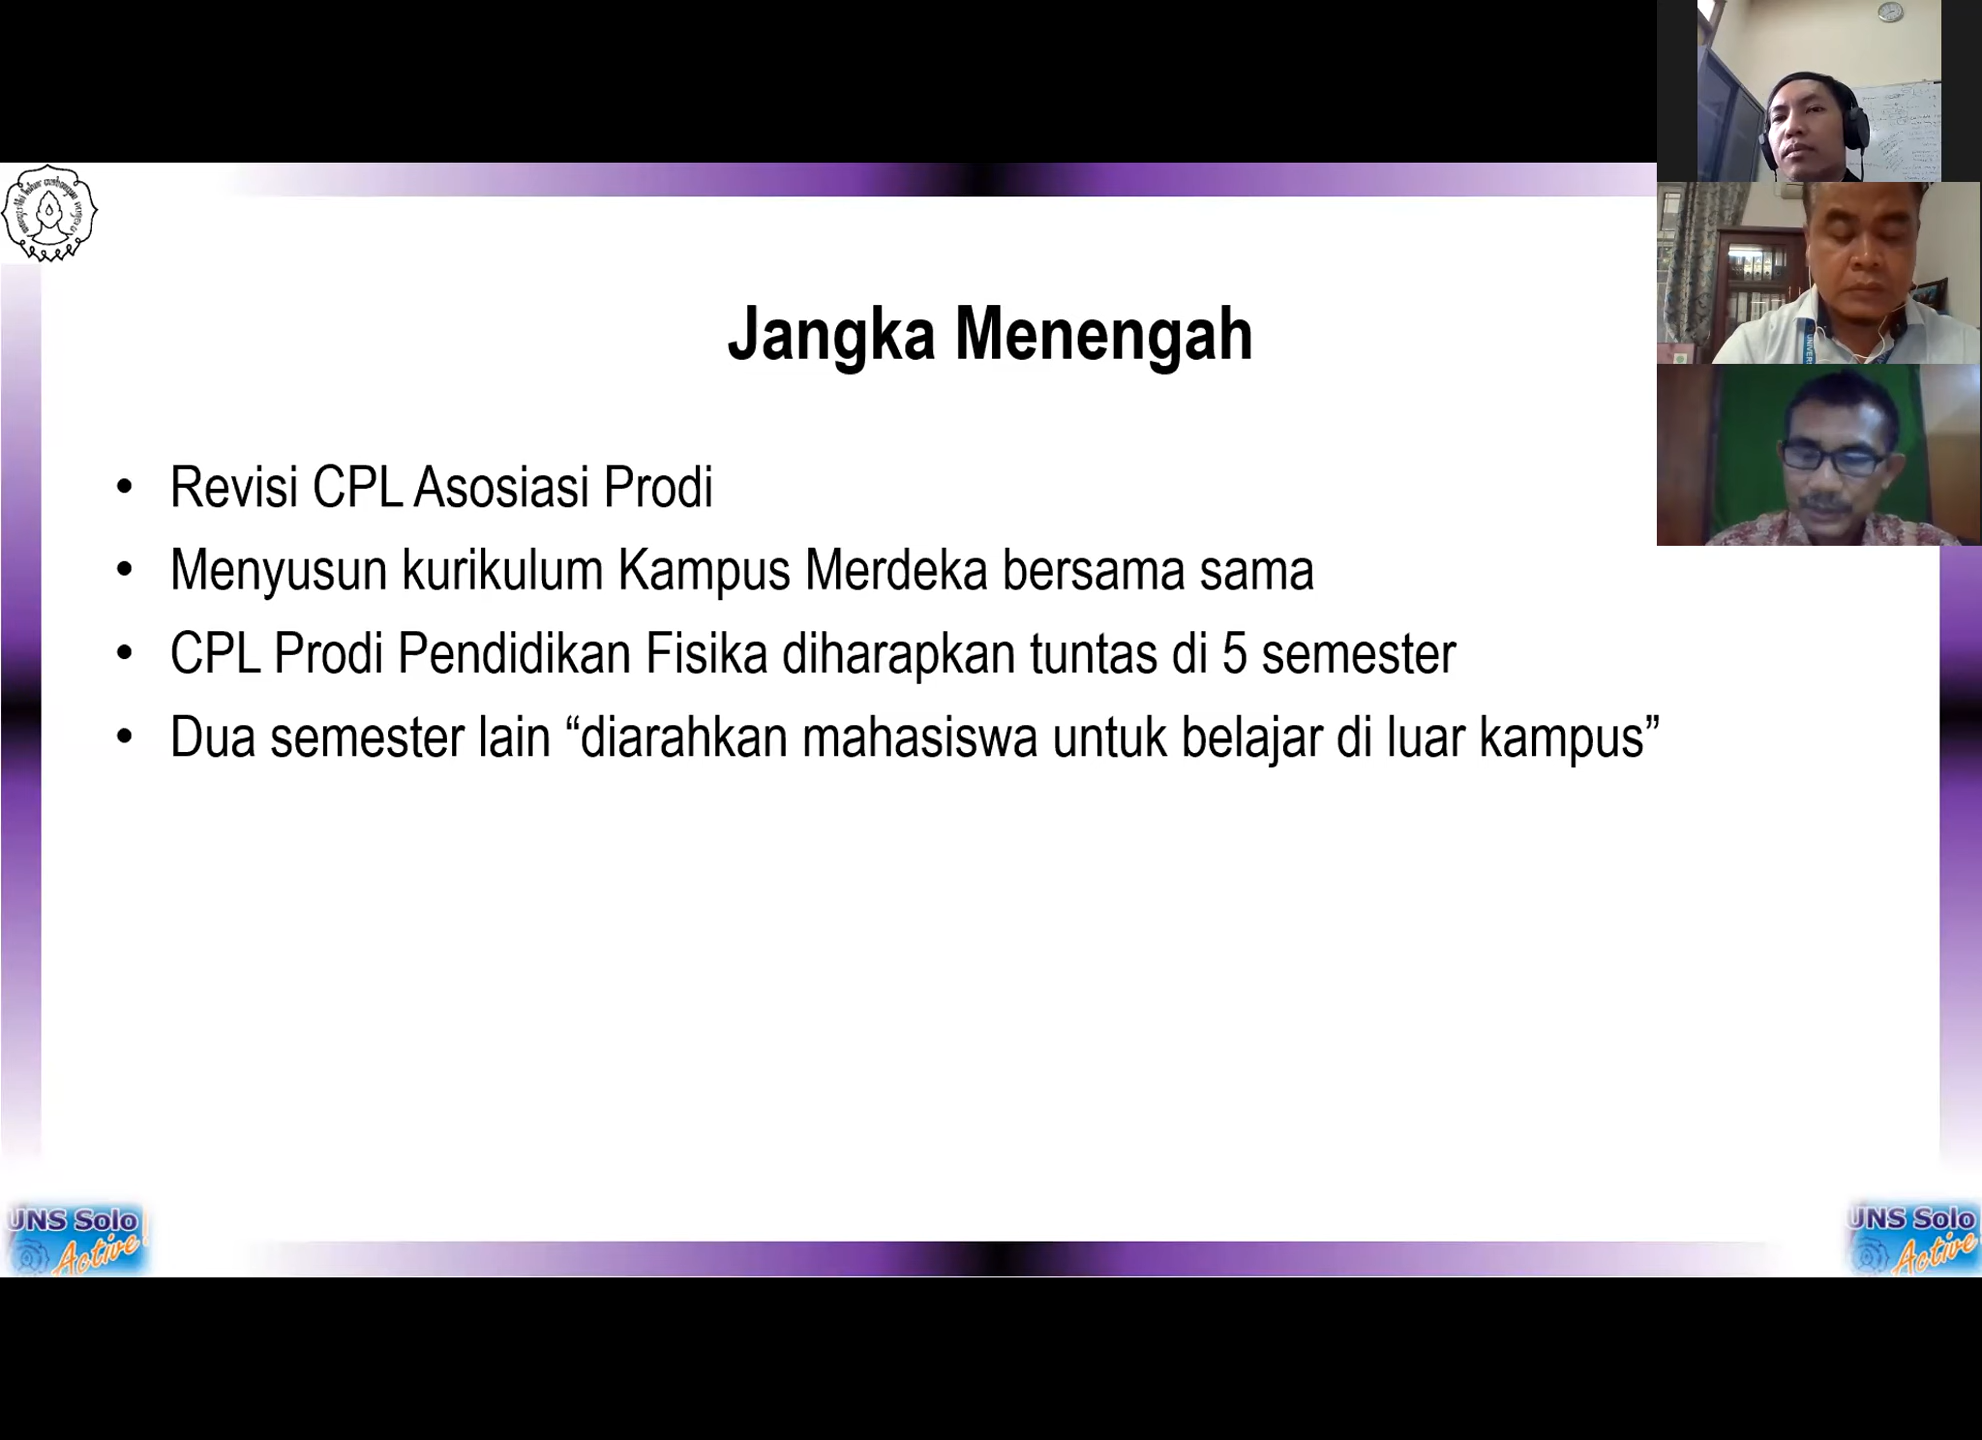 Jangka Menengah
• Revisi CPL Asosiasi Prodi
• Menyusun kurikulum Kampus Merdeka bersama sama
• CPL Prodi Pendidikan Fisika diharapkan tuntas di 5 semester
• Dua semester lain “diarahkan mahasiswa untuk belajar di luar kampus”
UNS Solo
Active!
UNS Solo
Active